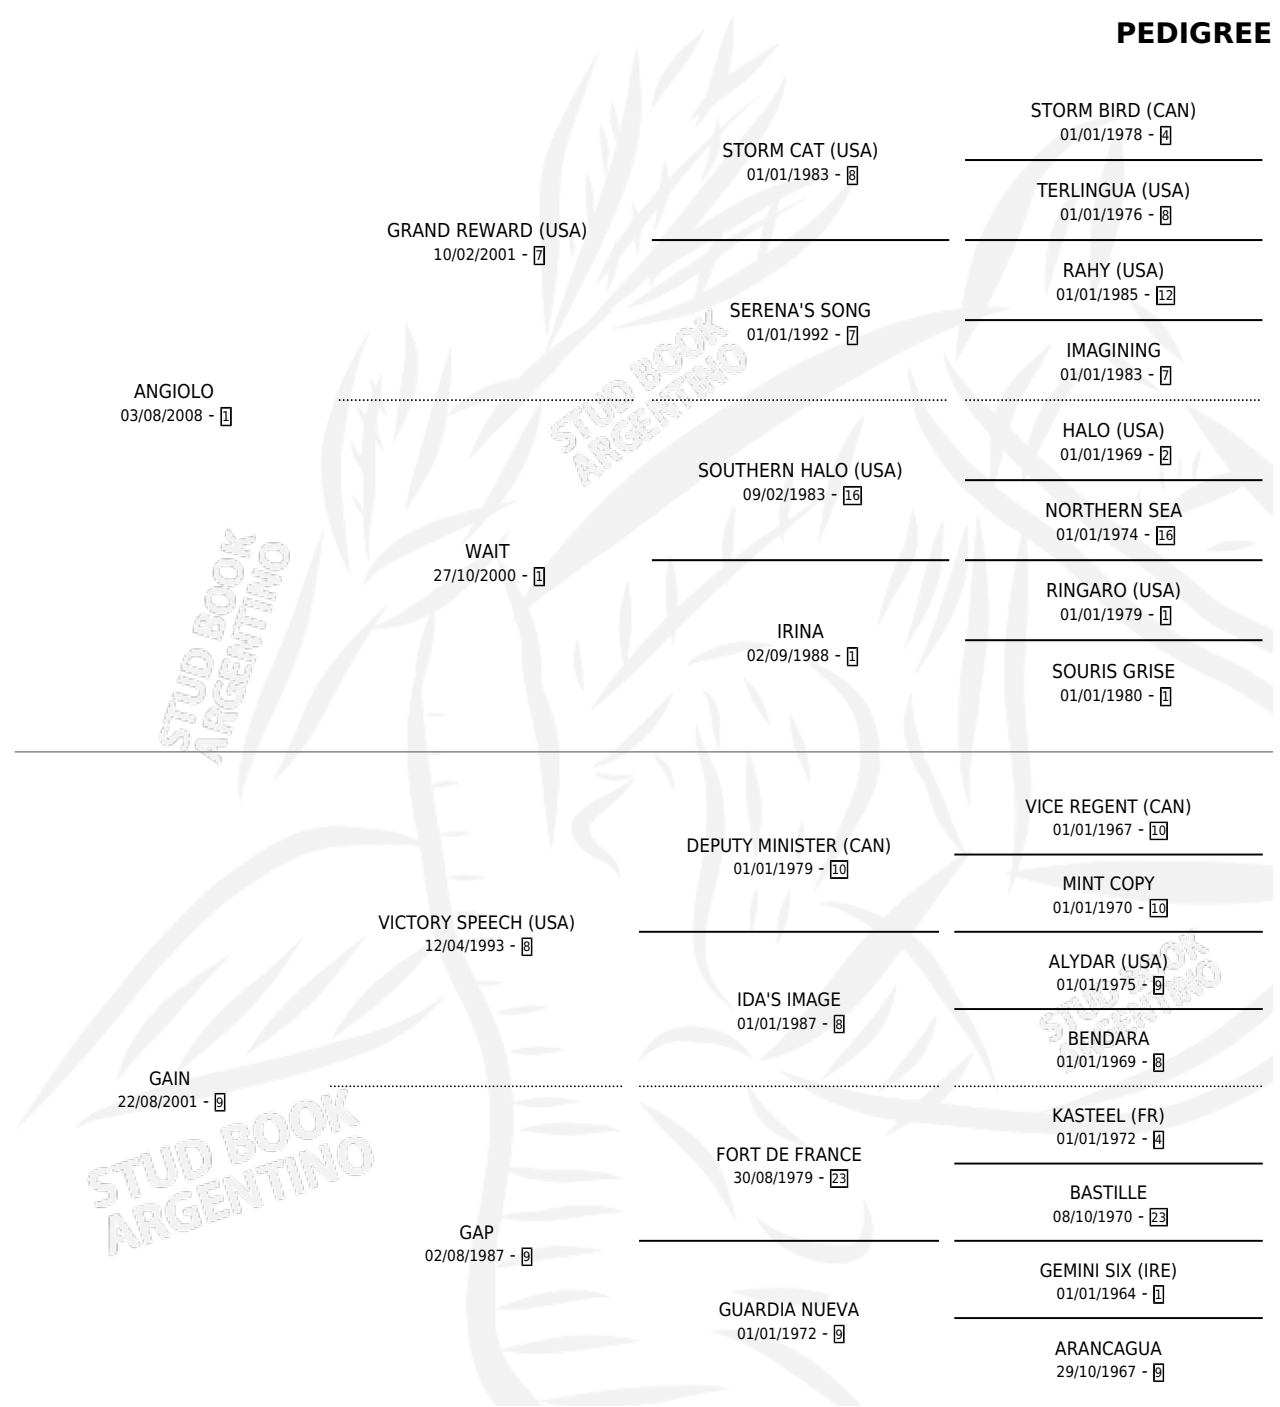 PEDIGREE
STORM BIRD (CAN)
01/01/1978 - 4
STORM CAT (USA)
01/01/1983 - 8
TERLINGUA (USA)
01/01/1976 - 8
GRAND REWARD (USA)
10/02/2001 - 7
RAHY (USA)
01/01/1985 - 12
SERENA'S SONG
01/01/1992 - 7
IMAGINING
01/01/1983 - 7
ANGIOLO
03/08/2008 - 1
STUD BOOK
ARGENTINO
HALO (USA)
01/01/1969 - 2
SOUTHERN HALO (USA)
09/02/1983 - 16
NORTHERN SEA
01/01/1974 - 16
WAIT
27/10/2000 - 1
RINGARO (USA)
01/01/1979 - 1
IRINA
02/09/1988 - 1
SOURIS GRISE
01/01/1980 - 1
STUD BOOK
ARGENTINO
VICE REGENT (CAN)
01/01/1967 - 10
DEPUTY MINISTER (CAN)
01/01/1979 - 10
MINT COPY
01/01/1970 - 10
VICTORY SPEECH (USA)
12/04/1993 - 8
ALYDAR (USA)
01/01/1975 - 9
IDA'S IMAGE
01/01/1987 - 8
BENDARA
01/01/1969 - 8
STUD BOOK
ARGENTINO
GAIN
22/08/2001 - 9
KASTEEL (FR)
01/01/1972 - 4
FORT DE FRANCE
30/08/1979 - 23
BASTILLE
08/10/1970 - 23
STUD BOOK
ARGENTINO
GAP
02/08/1987 - 9
GEMINI SIX (IRE)
01/01/1964 - 1
GUARDIA NUEVA
01/01/1972 - 9
ARANCAGUA
29/10/1967 - 9